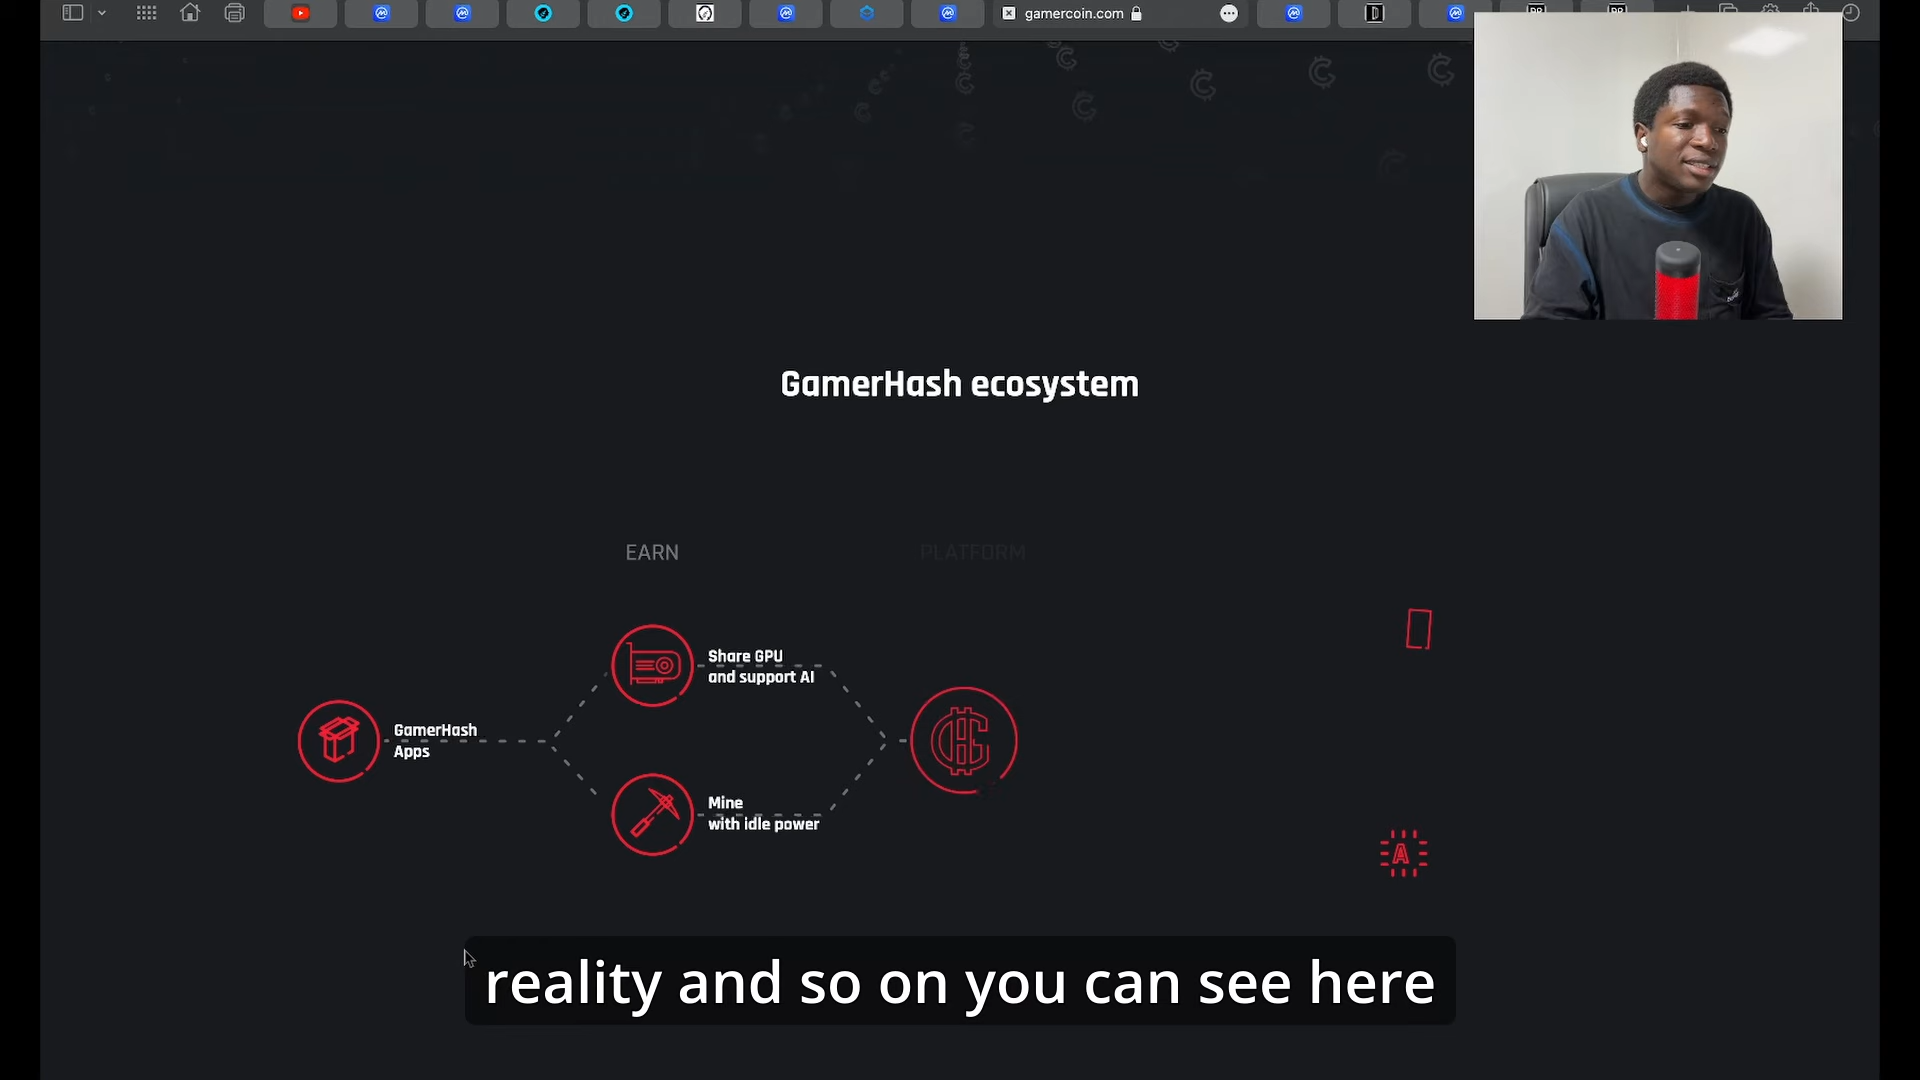 gamercoin.com
GamerHash ecosystem
EARN
PLATFORM
Share GPU
and support AI
GamerHash
Apps
Mine
with idle power
reality and so on you can see here